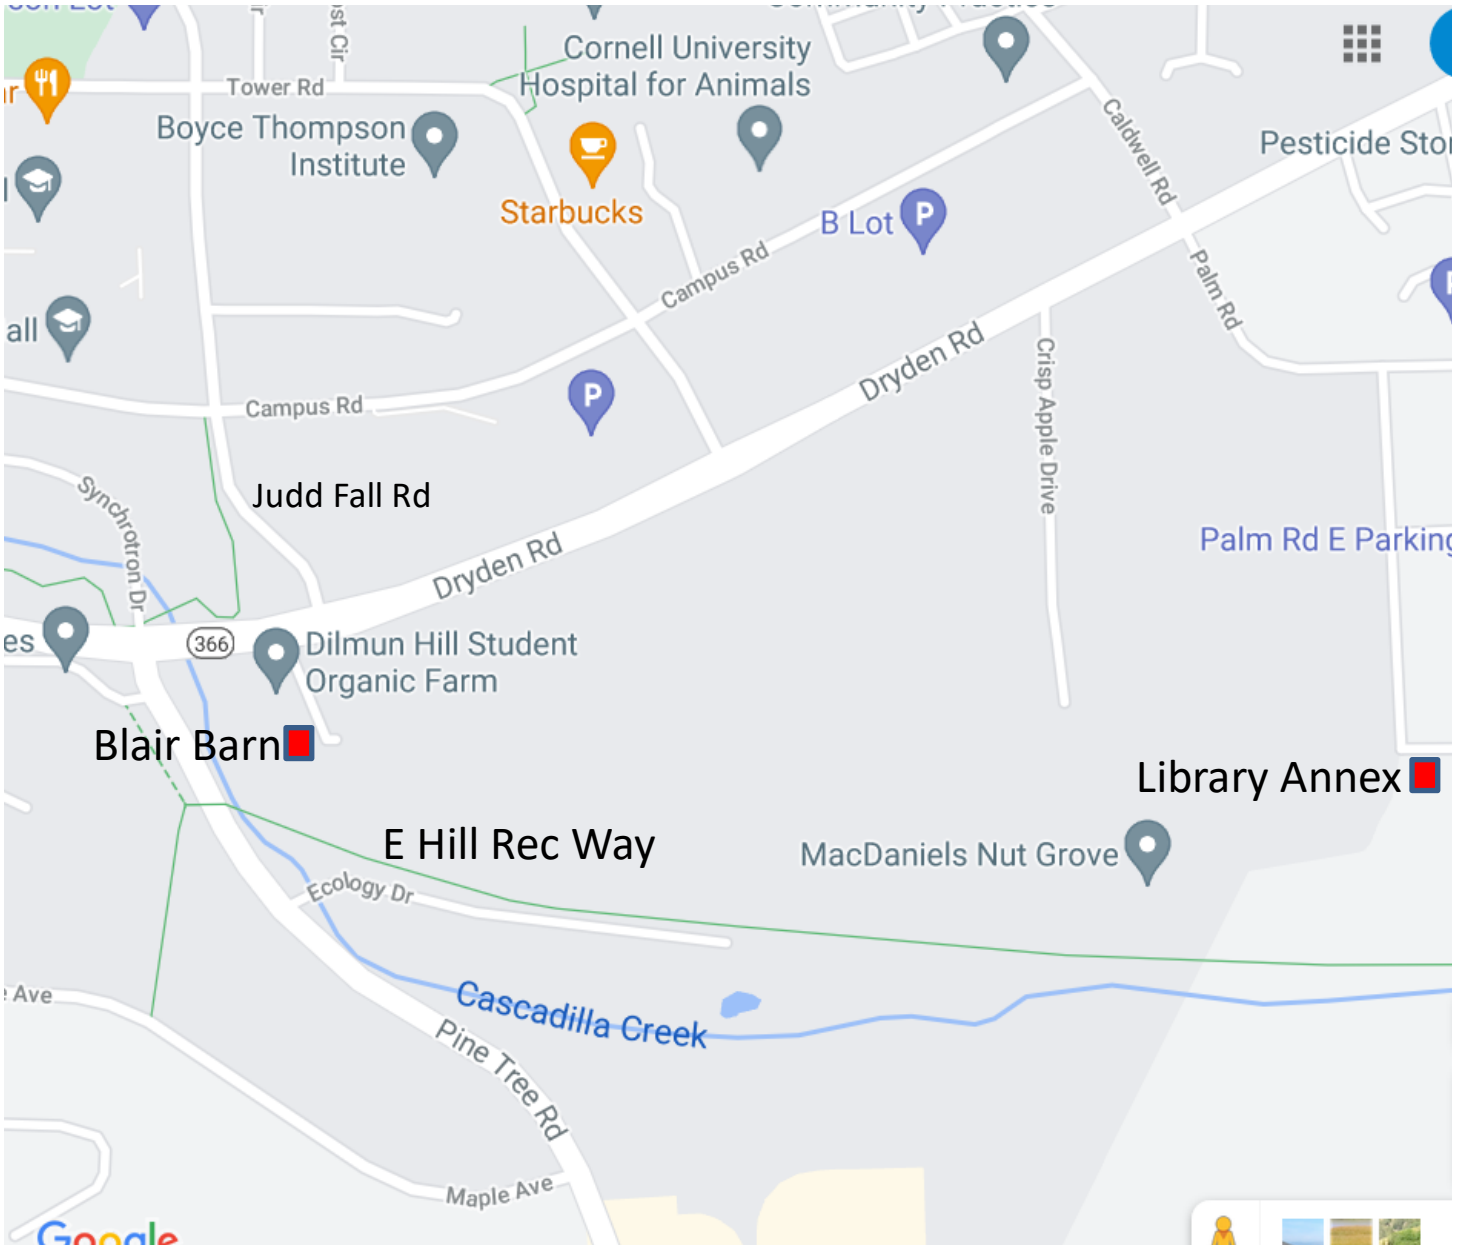 Tower Rd
Cornell University
Hospital for Animals
Boyce Thompson
Institute
Starbucks
Caldwell Rd
Pesticide
B Lot
P
Campus Rd
Palm Rd
all
Dryden Rd
Crisp Apple Drive
P
Campus Rd
Synchrotron Dr
Judd Fall Rd
Dryden Rd
Palm Rd E Parking
es
366
Dilmun Hill Student
Organic Farm
Blair Barn
Library Annex
E Hill Rec Way
MacDaniels Nut Grove
Ecology Dr
Ave
Cascadilla Creek
Pine Tree Rd
Maple Ave
Google